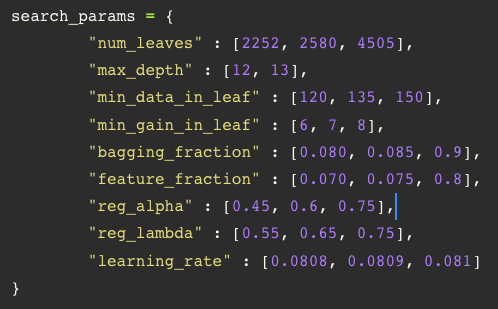 search_params = {
"num_leaves" : [2252, 2580, 4505],
"max_depth" : [12, 13],
"min_data_in_leaf" : [120, 135, 150],
"min_gain_in_leaf" : [6, 7, 8],
"bagging_fraction" : [0.080, 0.085, 0.9],
"feature_fraction" : [0.070, 0.075, 0.8],
"reg_alpha" : [0.45, 0.6, 0.75],
"reg_lambda" : [0.55, 0.65, 0.75],
"learning_rate" : [0.0808, 0.0809, 0.081]
}